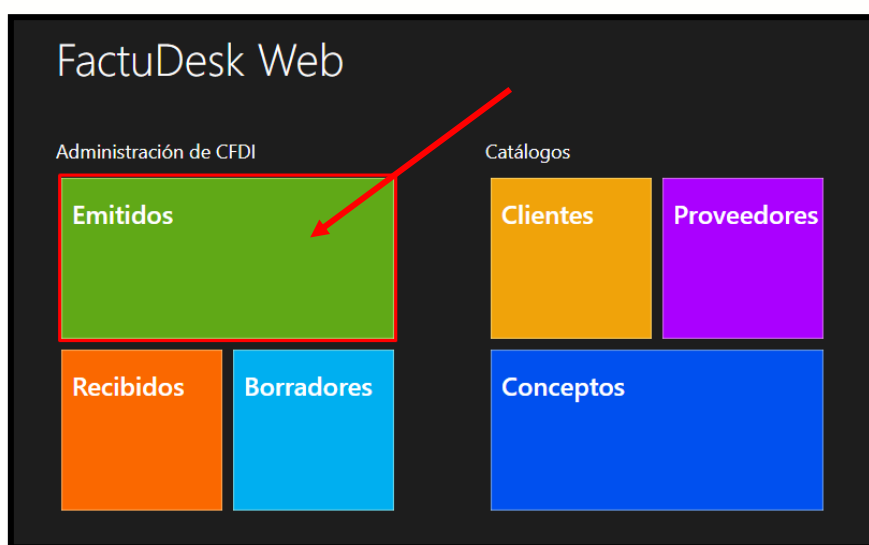 FactuDesk Web
Administración de CFDI
Emitidos
Recibidos
Borradores
Catálogos
Clientes
Proveedores
Conceptos